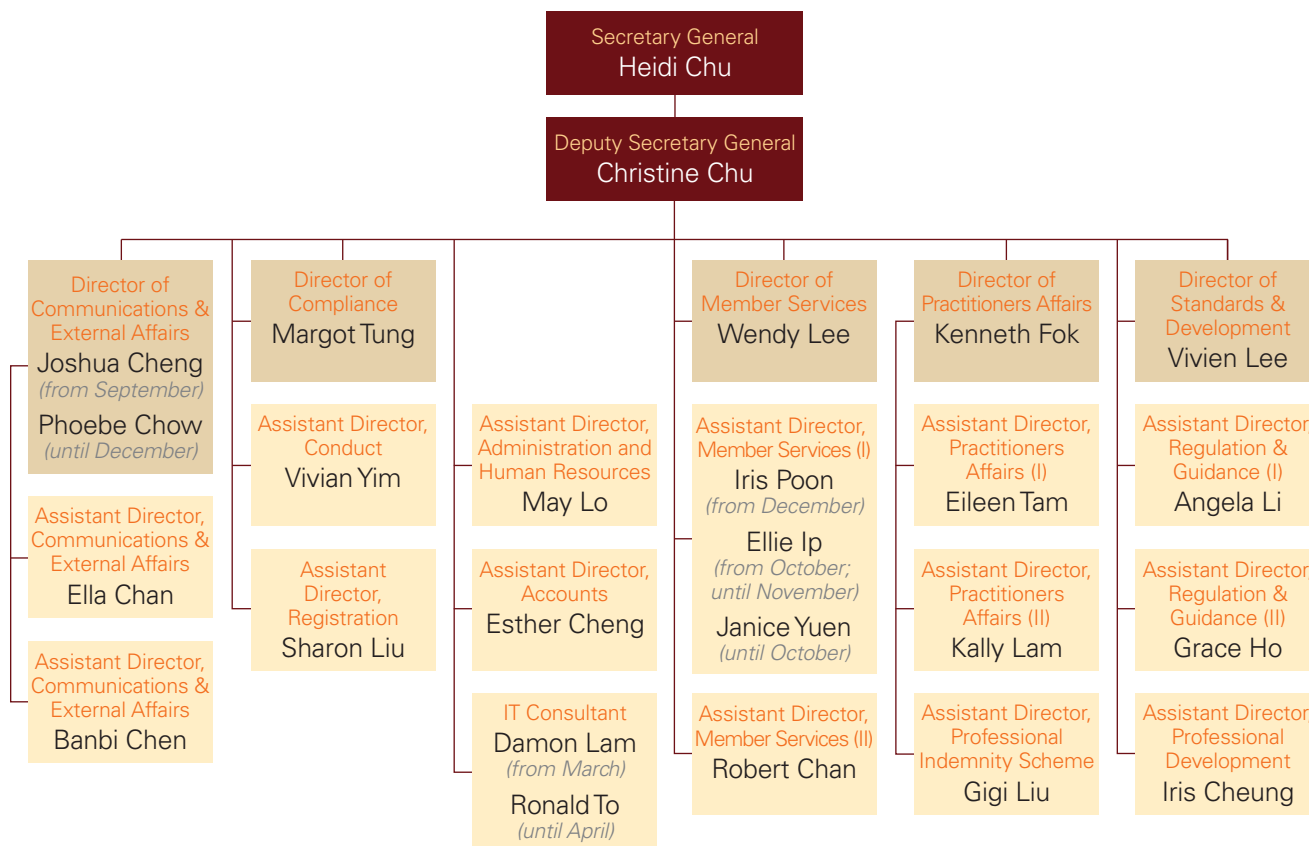 Secretary General
Heidi Chu
Deputy Secretary General
Christine Chu
Director of
Communications &
External Affairs
Joshua Cheng
(from September)
Phoebe Chow
(until December)
Assistant Director,
Communications &
External Affairs
Ella Chan
Assistant Director,
Communications &
External Affairs
Banbi Chen
Director of
Compliance
Margot Tung
Assistant Director,
Conduct
Vivian Yim
Assistant
Director,
Registration
Sharon Liu
Assistant Director,
Administration and
Human Resources
May Lo
Assistant Director,
Accounts
Esther Cheng
IT Consultant
Damon Lam
(from March)
Ronald To
(until April)
Director of
Member Services
Wendy Lee
Assistant Director,
Member Services (I)
Iris Poon
(from December)
Ellie Ip
(from October;
until November)
Janice Yuen
(until October)
Assistant Director,
Member Services (II)
Robert Chan
Director of
Practitioners Affairs
Kenneth Fok
Assistant Director,
Practitioners
Affairs (I)
Eileen Tam
Assistant Director,
Practitioners
Affairs (II)
Kally Lam
Assistant Director,
Professional
Indemnity Scheme
Gigi Liu
Director of
Standards &
Development
Vivien Lee
Assistant Director
Regulation &
Guidance (I)
Angela Li
Assistant Director
Regulation &
Guidance (II)
Grace Ho
Assistant Director
Professional
Development
Iris Cheung